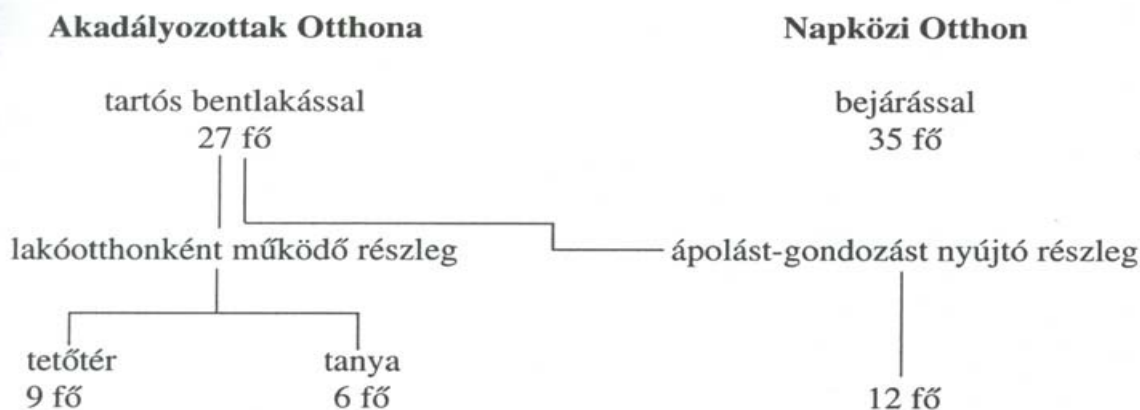 Akadályozottak Otthona
Napközi Otthon
tartós bentlakással
27 fő
bejárással
35 fő
lakóotthonként működő részleg
ápolást-gondozást nyújtó részleg
tetőtér
9 fő
tanya
6 fő
12 fő